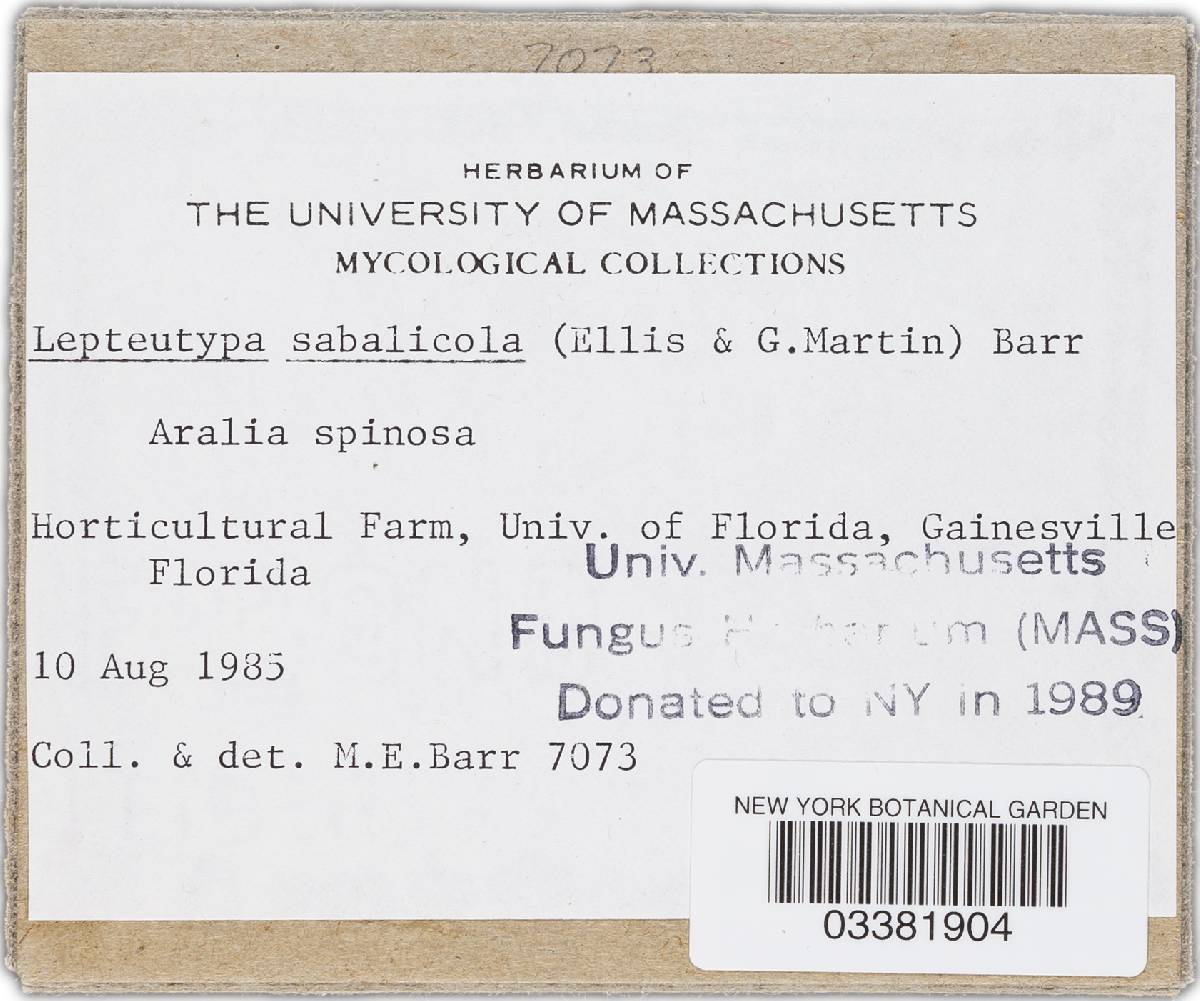 7073
HERBARIUM OF
THE UNIVERSITY OF MASSACHUSETTS
MYCOLOGICAL COLLECTIONS
Lepteutypa sabalicola (Ellis & G.Martin) Barr
Aralia spinosa
Horticultural Farm, Univ. of Florida, Gainesville
Florida
Univ. Massachusetts
Fungus Herbarium (MASS)
Donated to NY in 1989
10 Aug 1985
Coll. & det. M.E.Barr 7073
NEW YORK BOTANICAL GARDEN
03381904